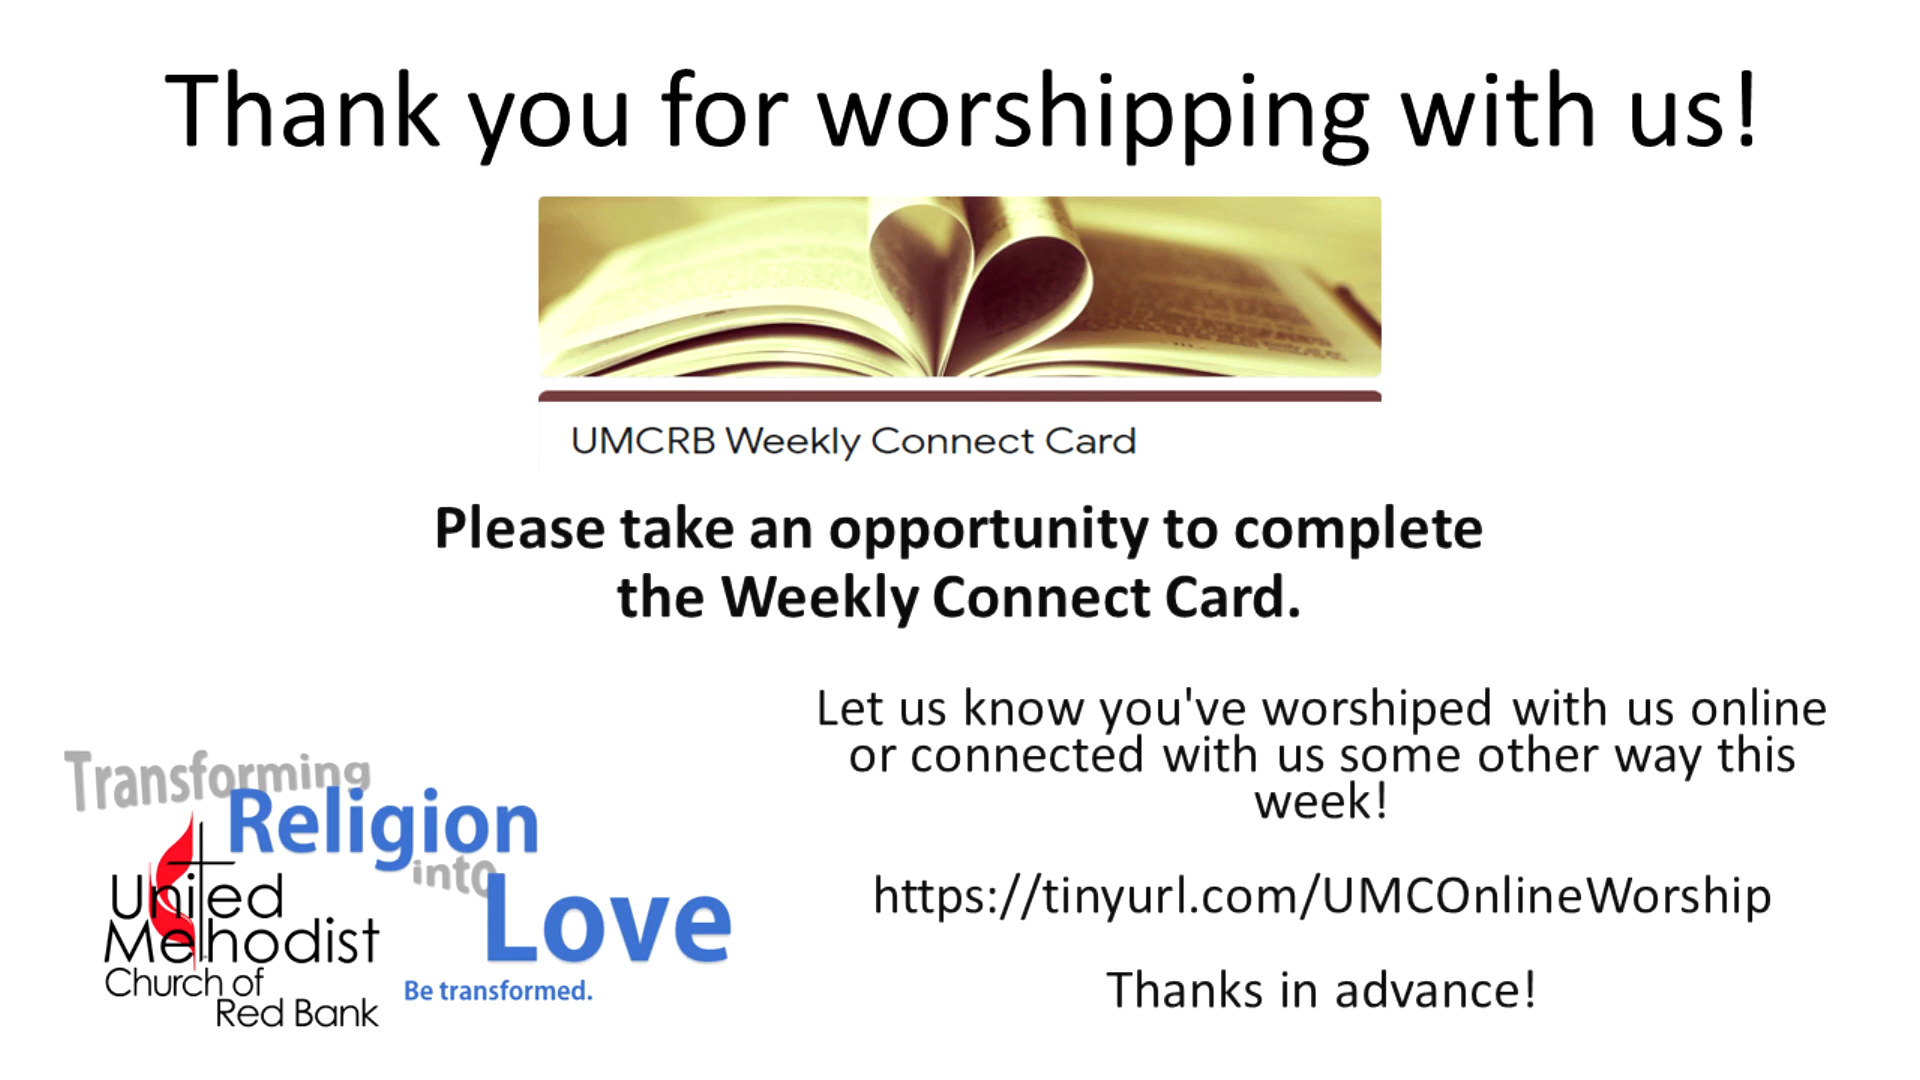 Thank you for worshipping with us!
UMCRB Weekly Connect Card
Please take an opportunity to complete
the Weekly Connect Card.
Let us know you've worshiped with us online
or connected with us some other way this
week!
https://tinyurl.com/UMCOnlineWorship
Thanks in advance!
Transforming
Religion
into
Love
Be transformed.
United
Methodist
Church of
Red Bank